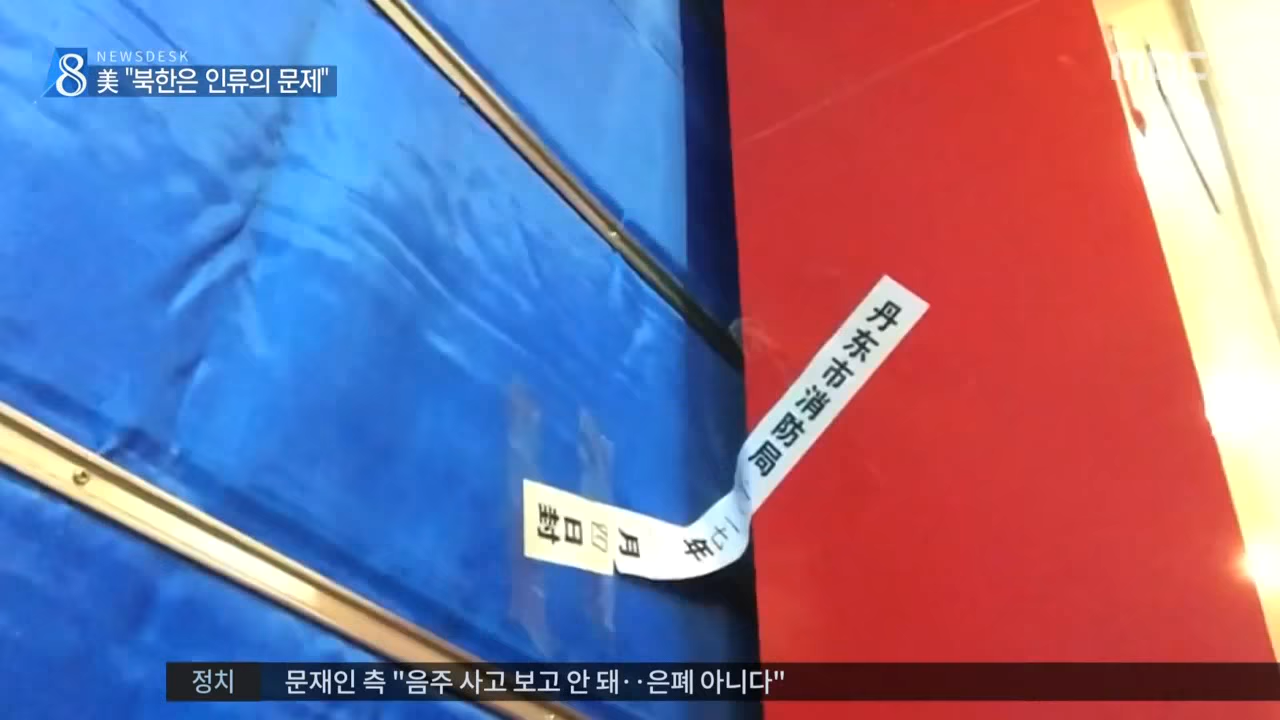 NEWSDESK
8 美 "북한은 인류의 문제"
mbc
丹东市消防局
一七年
月四日封
정치 문재인 측 "음주 사고 보고 안 돼‥은폐 아니다"